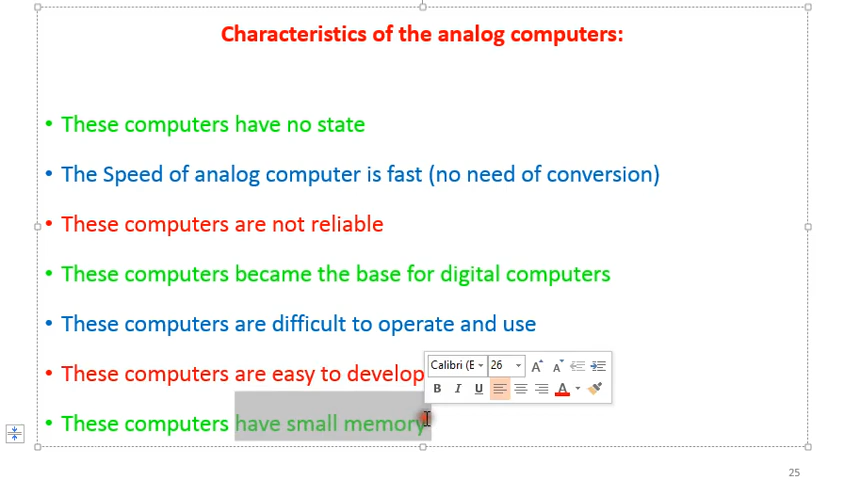 Characteristics of the analog computers:
• These computers have no state
• The Speed of analog computer is fast (no need of conversion)
• These computers are not reliable
• These computers became the base for digital computers
• These computers are difficult to operate and use
Calibri (E 26 A A
• These computers are easy to develop
B I U A
• These computers have small memory
25